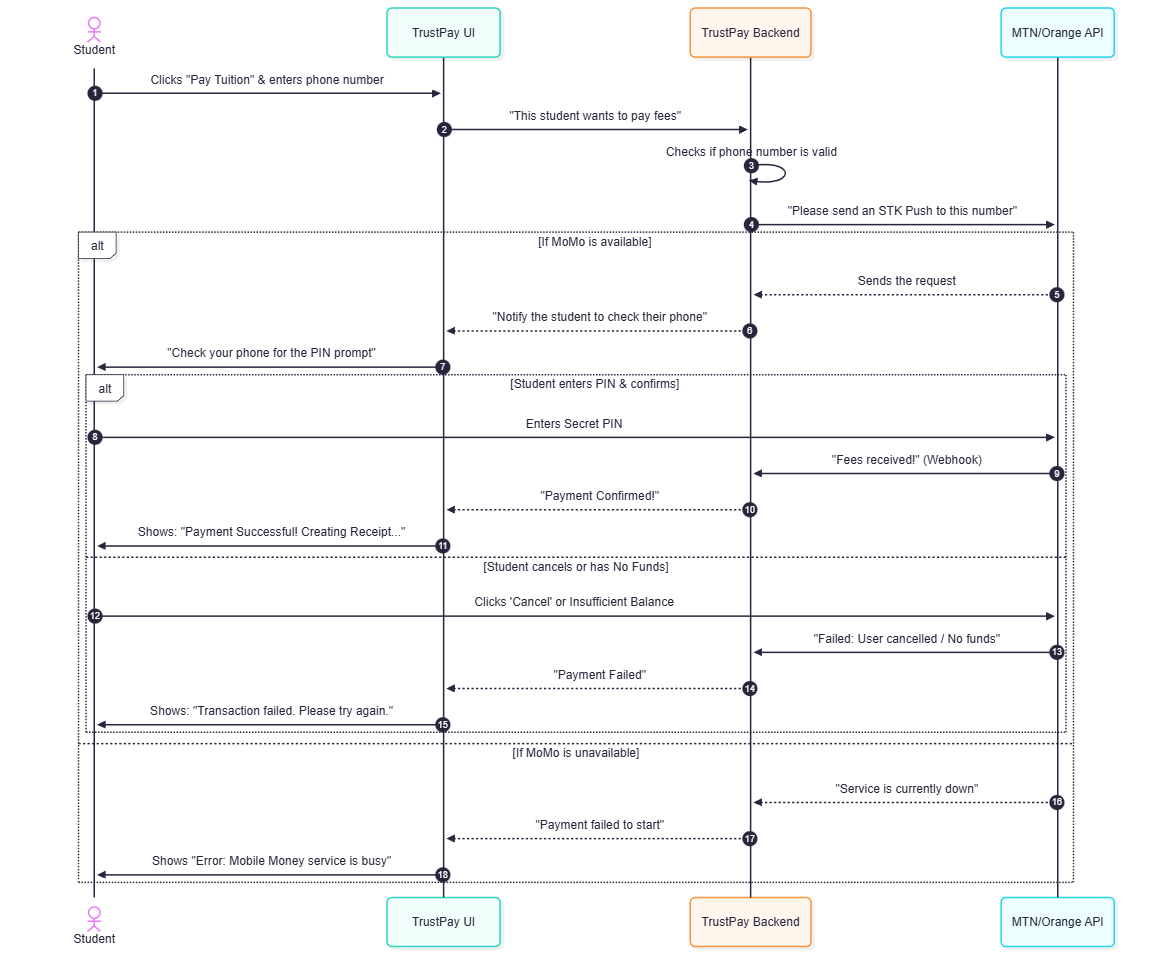 Student
TrustPay UI
TrustPay Backend
MTN/Orange API
Clicks "Pay Tuition" & enters phone number
1
"This student wants to pay fees"
2
Checks if phone number is valid
3
"Please send an STK Push to this number"
4
alt
[If MoMo is available]
Sends the request
5
"Notify the student to check their phone"
6
"Check your phone for the PIN prompt"
7
alt
[Student enters PIN & confirms]
Enters Secret PIN
8
"Fees received!" (Webhook)
9
"Payment Confirmed!"
10
Shows: "Payment Successful! Creating Receipt..."
11
[Student cancels or has No Funds]
Clicks 'Cancel' or Insufficient Balance
12
"Failed: User cancelled / No funds"
13
"Payment Failed"
14
Shows: "Transaction failed. Please try again."
15
[If MoMo is unavailable]
"Service is currently down"
16
"Payment failed to start"
17
Shows "Error: Mobile Money service is busy"
18
Student
TrustPay UI
TrustPay Backend
MTN/Orange API